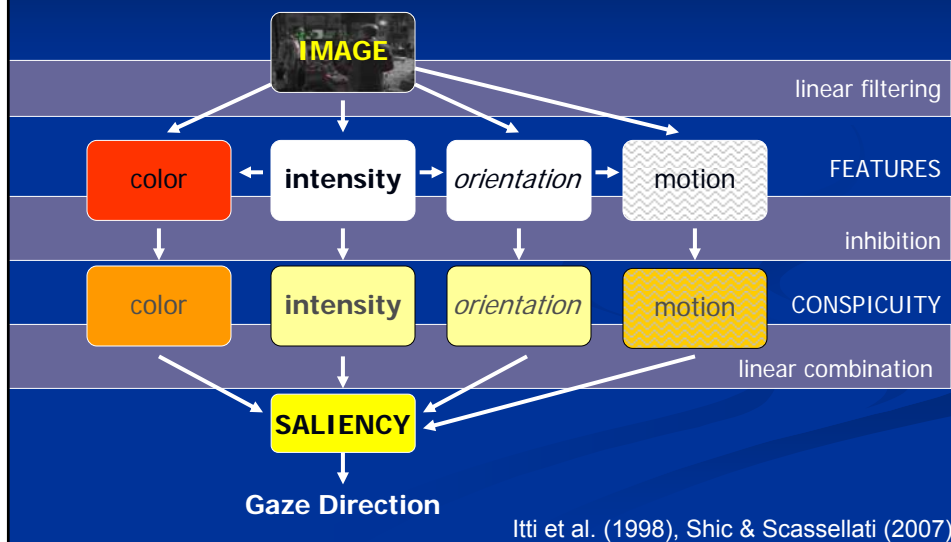 IMAGE
linear filtering
color intensity orientation motion FEATURES
inhibition
color intensity orientation motion CONSPICUITY
linear combination
SALIENCY
Gaze Direction
Itti et al. (1998), Shic & Scassellati (2007)